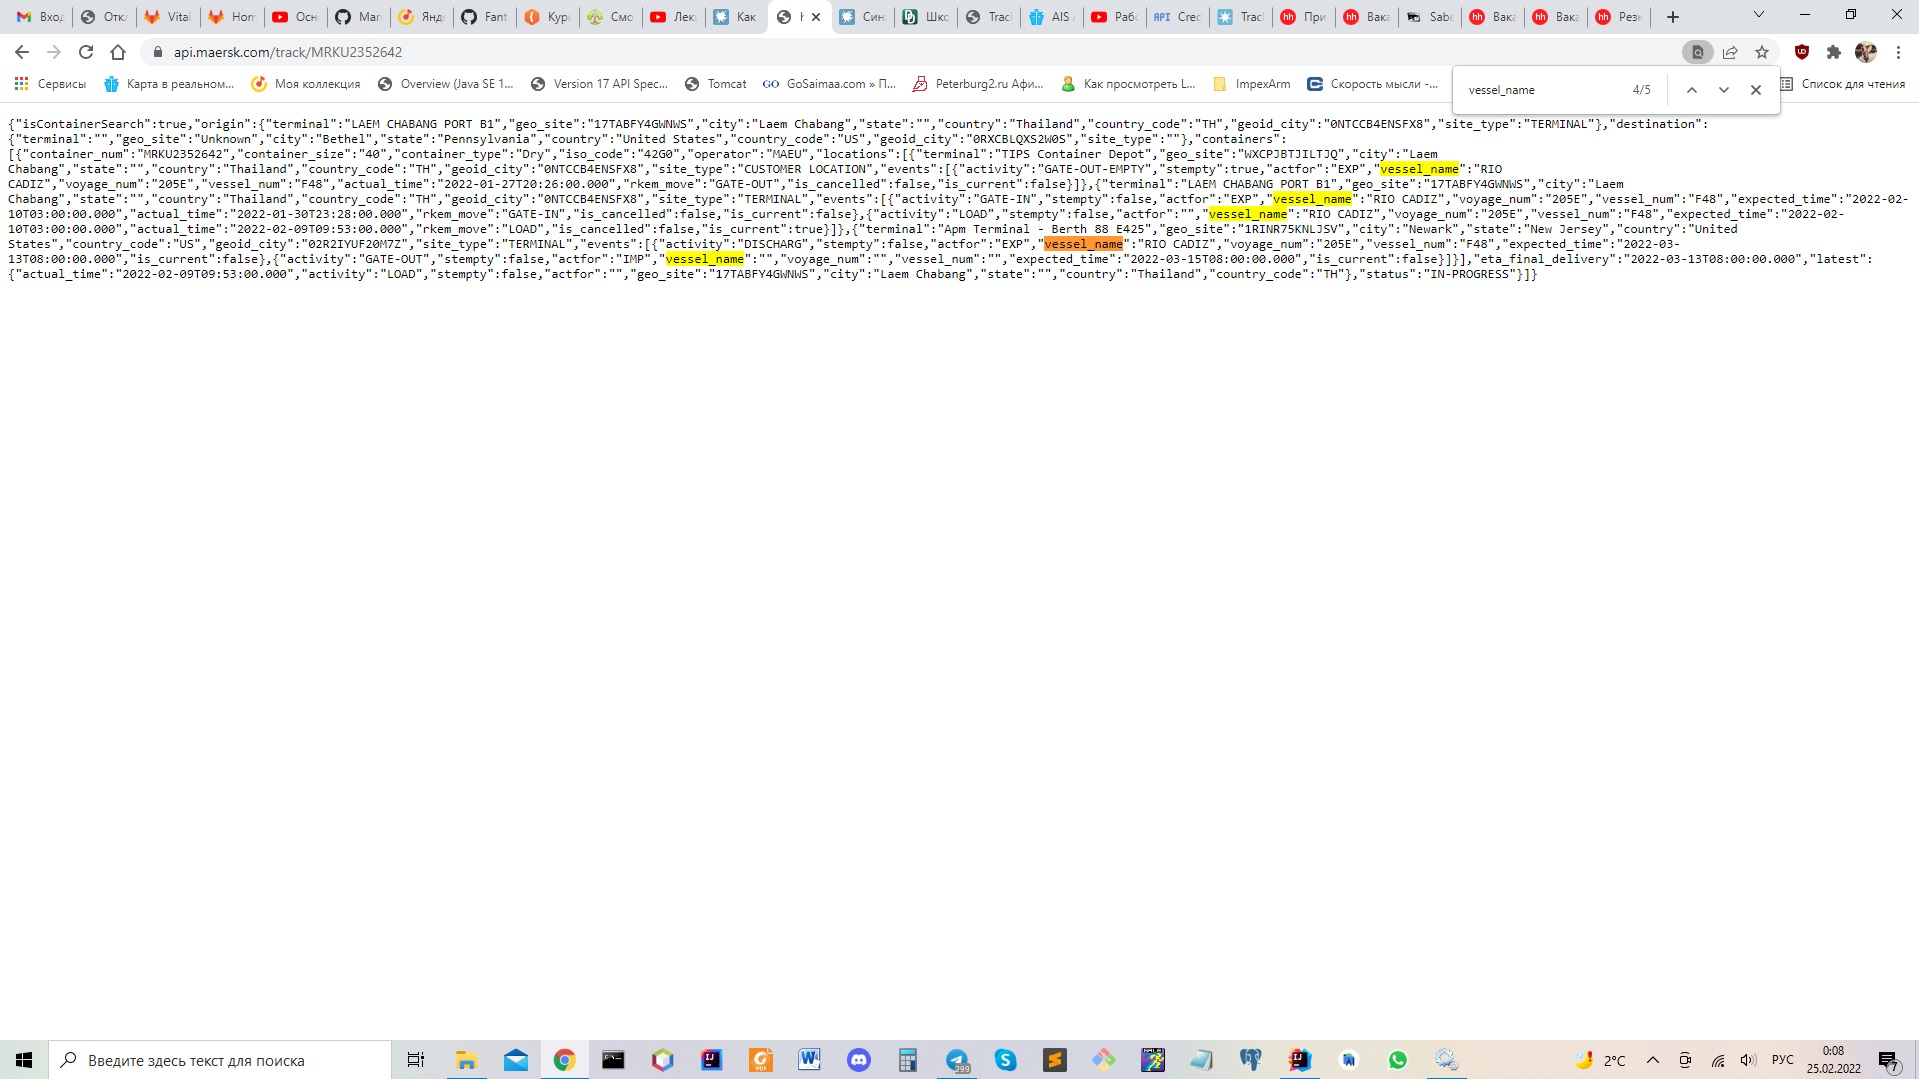 Вход
Откл
Vital
Hom
Осн
Mar
Янд
Fant
Кур
Смо
Лек
Как
Син
Шко
Trac
AIS
Раб
API Crec
Trac
hh При
hh Вака
Sabe
hh Вака
hh Вака
hh Рез
api.maersk.com/track/MRKU2352642
Сервисы
Карта в реальном...
Моя коллекция
Overview (Java SE 1...
Version 17 API Spec...
Tomcat
GO GoSaimaa.com » П...
Peterburg2.ru Афи...
Как просмотреть L...
ImpexArm
Скорость мысли -...
Список для чтения
vessel_name 4/5
{"isContainerSearch":true,"origin":{"terminal":"LAEM CHABANG PORT B1","geo_site":"17TABFY4GWNWS","city":"Laem Chabang","state":"","country":"Thailand","country_code":"TH","geoid_city":"0NTCCB4ENSFX8","site_type":"TERMINAL"},"destination":
{"terminal":"","geo_site":"Unknown","city":"Bethel","state":"Pennsylvania","country":"United States","country_code":"US","geoid_city":"0RXCBLQXS2W0S","site_type":""},"containers":
[{"container_num":"MRKU2352642","container_size":"40","container_type":"Dry","iso_code":"42G0","operator":"MAEU","locations":[{"terminal":"TIPS Container Depot","geo_site":"WXCPJBTJILTJQ","city":"Laem
Chabang","state":"","country":"Thailand","country_code":"TH","geoid_city":"0NTCCB4ENSFX8","site_type":"CUSTOMER LOCATION","events":[{"activity":"GATE-OUT-EMPTY","stempty":true,"actfor":"EXP","vessel_name":"RIO
CADIZ","voyage_num":"205E","vessel_num":"F48","actual_time":"2022-01-27T20:26:00.000","rkem_move":"GATE-OUT","is_cancelled":false,"is_current":false}]},{"terminal":"LAEM CHABANG PORT B1","geo_site":"17TABFY4GWNWS","city":"Laem
Chabang","state":"","country":"Thailand","country_code":"TH","geoid_city":"0NTCCB4ENSFX8","site_type":"TERMINAL","events":[{"activity":"GATE-IN","stempty":false,"actfor":"EXP","vessel_name":"RIO CADIZ","voyage_num":"205E","vessel_num":"F48","expected_time":"2022-02-
10T03:00:00.000","actual_time":"2022-01-30T23:28:00.000","rkem_move":"GATE-IN","is_cancelled":false,"is_current":false},{"activity":"LOAD","stempty":false,"actfor":"","vessel_name":"RIO CADIZ","voyage_num":"205E","vessel_num":"F48","expected_time":"2022-02-
10T03:00:00.000","actual_time":"2022-02-09T09:53:00.000","rkem_move":"LOAD","is_cancelled":false,"is_current":true}]},{"terminal":"Apm Terminal - Berth 88 E425","geo_site":"1RINR75KNLJSV","city":"Newark","state":"New Jersey","country":"United
States","country_code":"US","geoid_city":"02R2IYUF20M7Z","site_type":"TERMINAL","events":[{"activity":"DISCHARG","stempty":false,"actfor":"EXP","vessel_name":"RIO CADIZ","voyage_num":"205E","vessel_num":"F48","expected_time":"2022-03-
13T08:00:00.000","is_current":false},{"activity":"GATE-OUT","stempty":false,"actfor":"IMP","vessel_name":"","voyage_num":"","vessel_num":"","expected_time":"2022-03-15T08:00:00.000","is_current":false}]}],"eta_final_delivery":"2022-03-13T08:00:00.000","latest":
{"actual_time":"2022-02-09T09:53:00.000","activity":"LOAD","stempty":false,"actfor":"","geo_site":"17TABFY4GWNWS","city":"Laem Chabang","state":"","country":"Thailand","country_code":"TH"},"status":"IN-PROGRESS"}]}
Введите здесь текст для поиска
299
2°C
РУС
0:08
25.02.2022
7